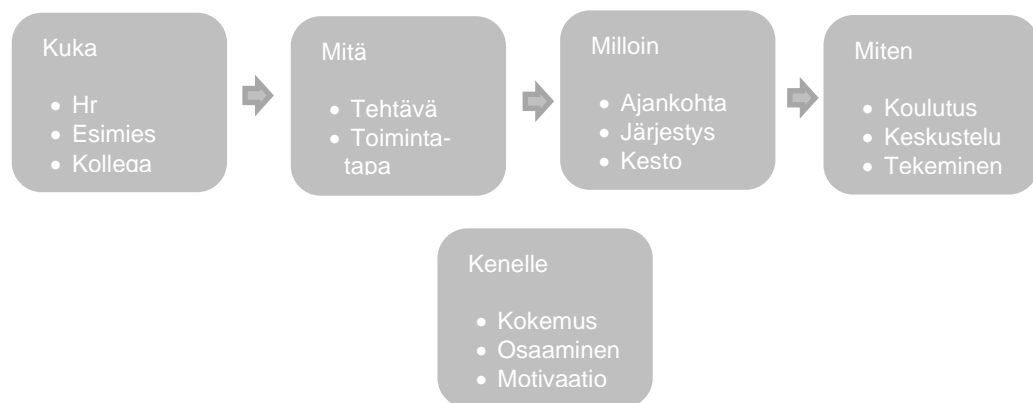 Kuka
• Hr
• Esimies
• Kollega
Mitä
• Tehtävä
• Toiminta-
tapa
Milloin
• Ajankohta
• Järjestys
• Kesto
Miten
• Koulutus
• Keskustelu
• Tekeminen
Kenelle
• Kokemus
• Osaaminen
• Motivaatio